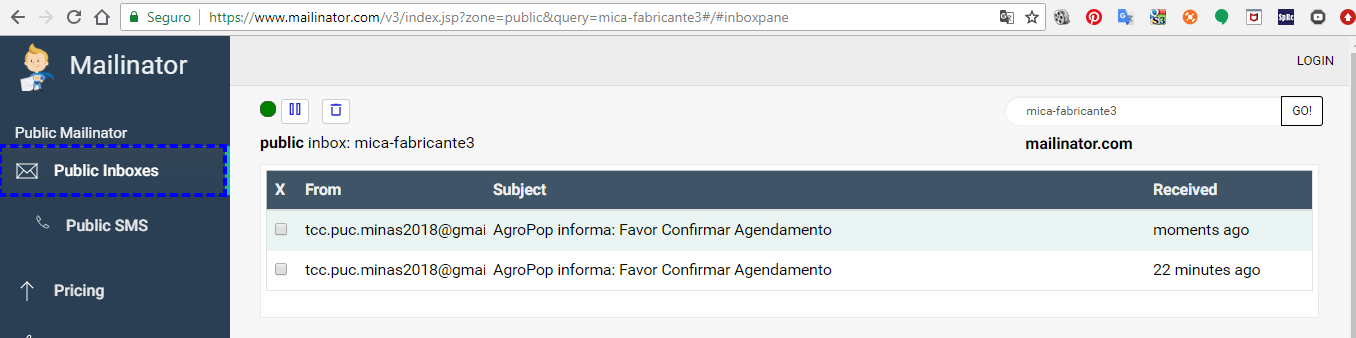 Seguro | https://www.mailinator.com/v3/index.jsp?zone=public&query=mica-fabricante3#/#inboxpane
Mailinator
LOGIN
mica-fabricante3 GO!
Public Mailinator
public inbox: mica-fabricante3 mailinator.com
Public Inboxes
X From Subject Received
Public SMS
tcc.puc.minas2018@gmai AgroPop informa: Favor Confirmar Agendamento moments ago
tcc.puc.minas2018@gmai AgroPop informa: Favor Confirmar Agendamento 22 minutes ago
Pricing